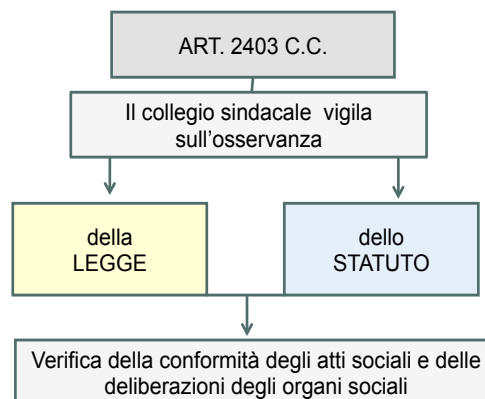 ART. 2403 C.C.
Il collegio sindacale vigila
sull'osservanza
della
LEGGE
dello
STATUTO
Verifica della conformità degli atti sociali e delle
deliberazioni degli organi sociali